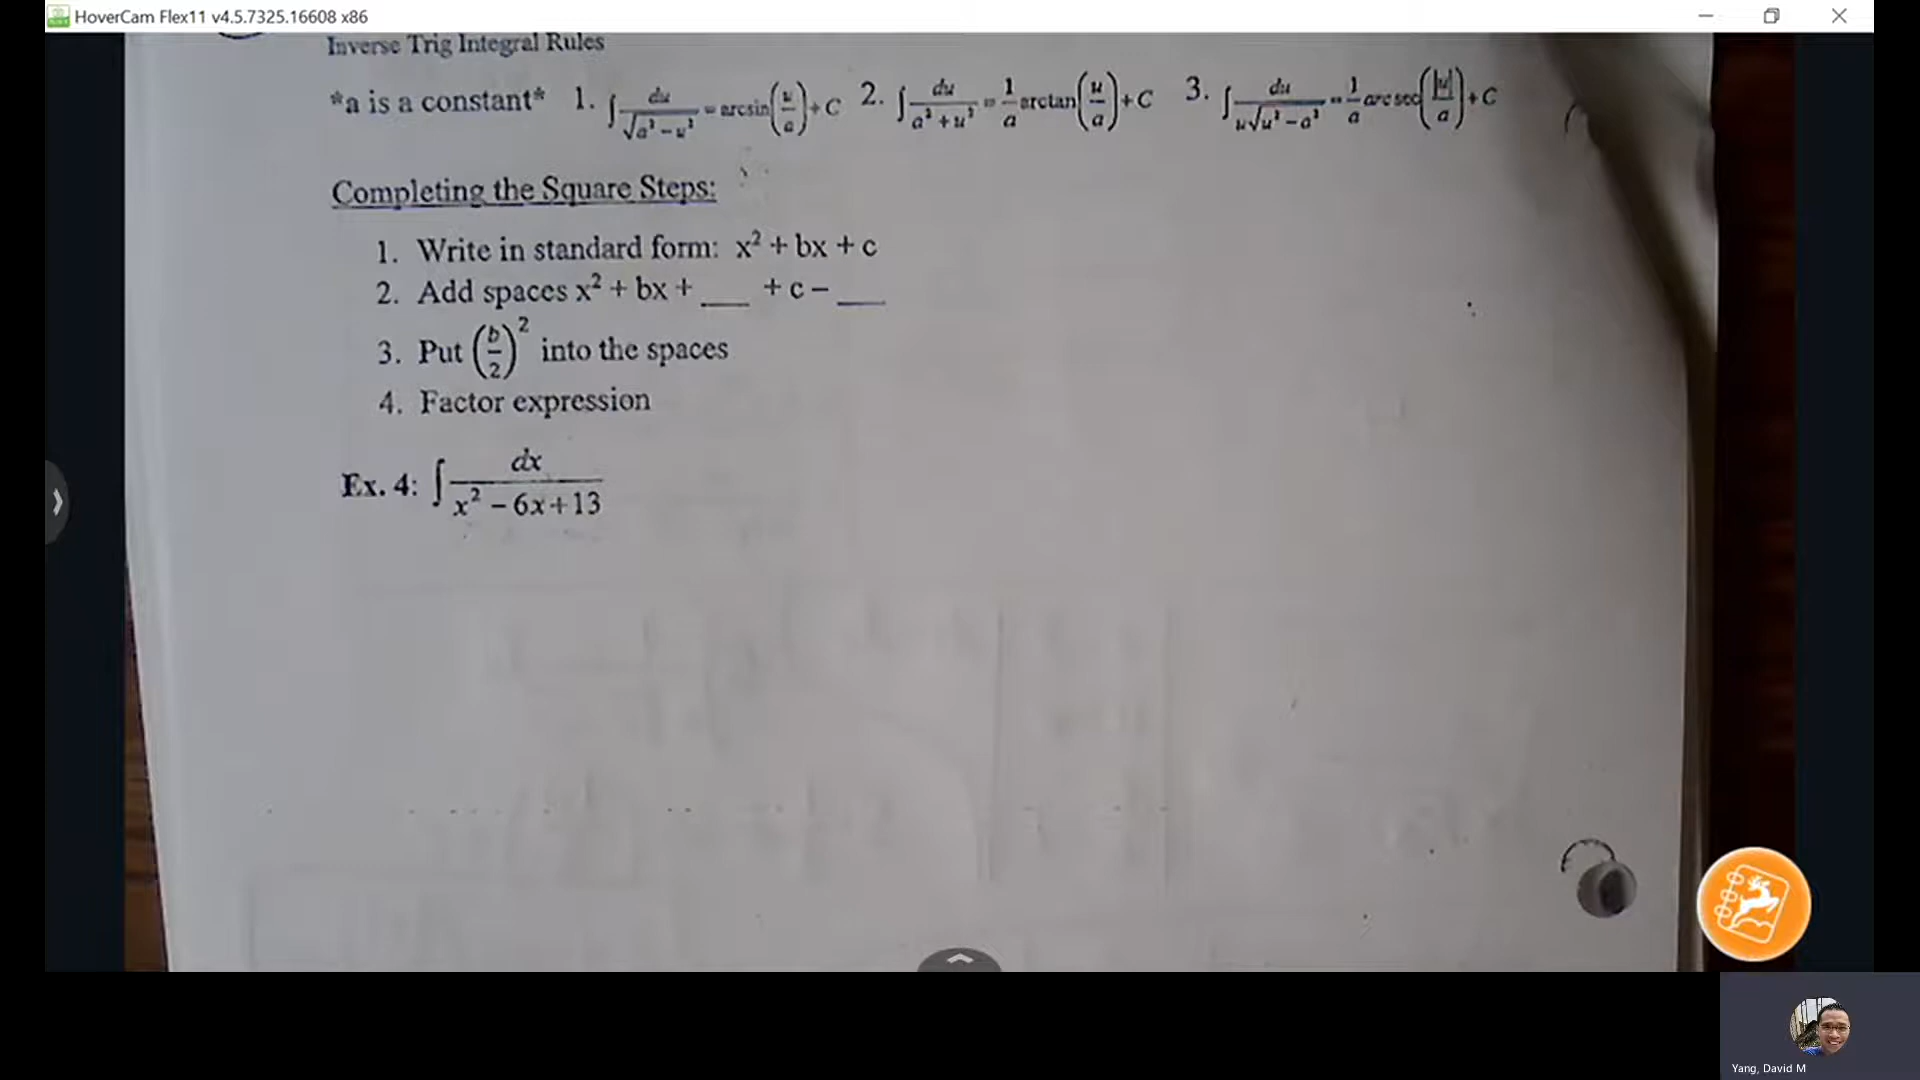 HoverCam Flex11 v4.5.7325.16608 x86
Inverse Trig Integral Rules
*a is a constant* 1. ∫ du/√(a² − u²) = arcsin(u/a) + C 2. ∫ du/(a² + u²) = 1/a arctan(u/a) + C 3. ∫ du/(u√(u² − a²)) = 1/a arc sec(|u|/a) + C
Completing the Square Steps:
1. Write in standard form: x² + bx + c
2. Add spaces x² + bx + ___ + c − ___
3. Put (b/2)² into the spaces
4. Factor expression
Ex. 4: ∫ dx/(x² − 6x + 13)
Yang, David M